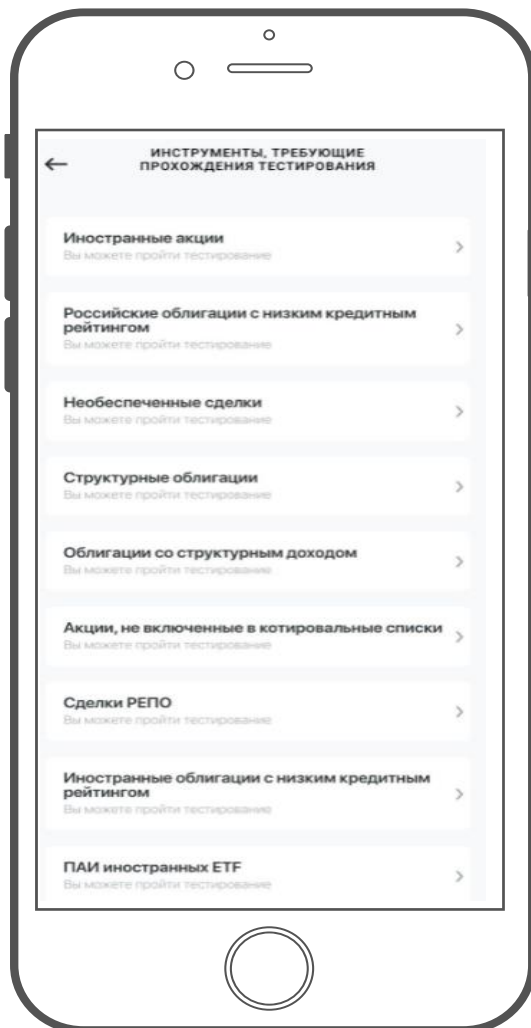 ИНСТРУМЕНТЫ, ТРЕБУЮЩИЕ
ПРОХОЖДЕНИЯ ТЕСТИРОВАНИЯ
Иностранные акции
Вы можете пройти тестирование
Российские облигации с низким кредитным
рейтингом
Вы можете пройти тестирование
Необеспеченные сделки
Вы можете пройти тестирование
Структурные облигации
Вы можете пройти тестирование
Облигации со структурным доходом
Вы можете пройти тестирование
Акции, не включенные в котировальные списки
Вы можете пройти тестирование
Сделки РЕПО
Вы можете пройти тестирование
Иностранные облигации с низким кредитным
рейтингом
Вы можете пройти тестирование
ПАИ иностранных ETF
Вы можете пройти тестирование